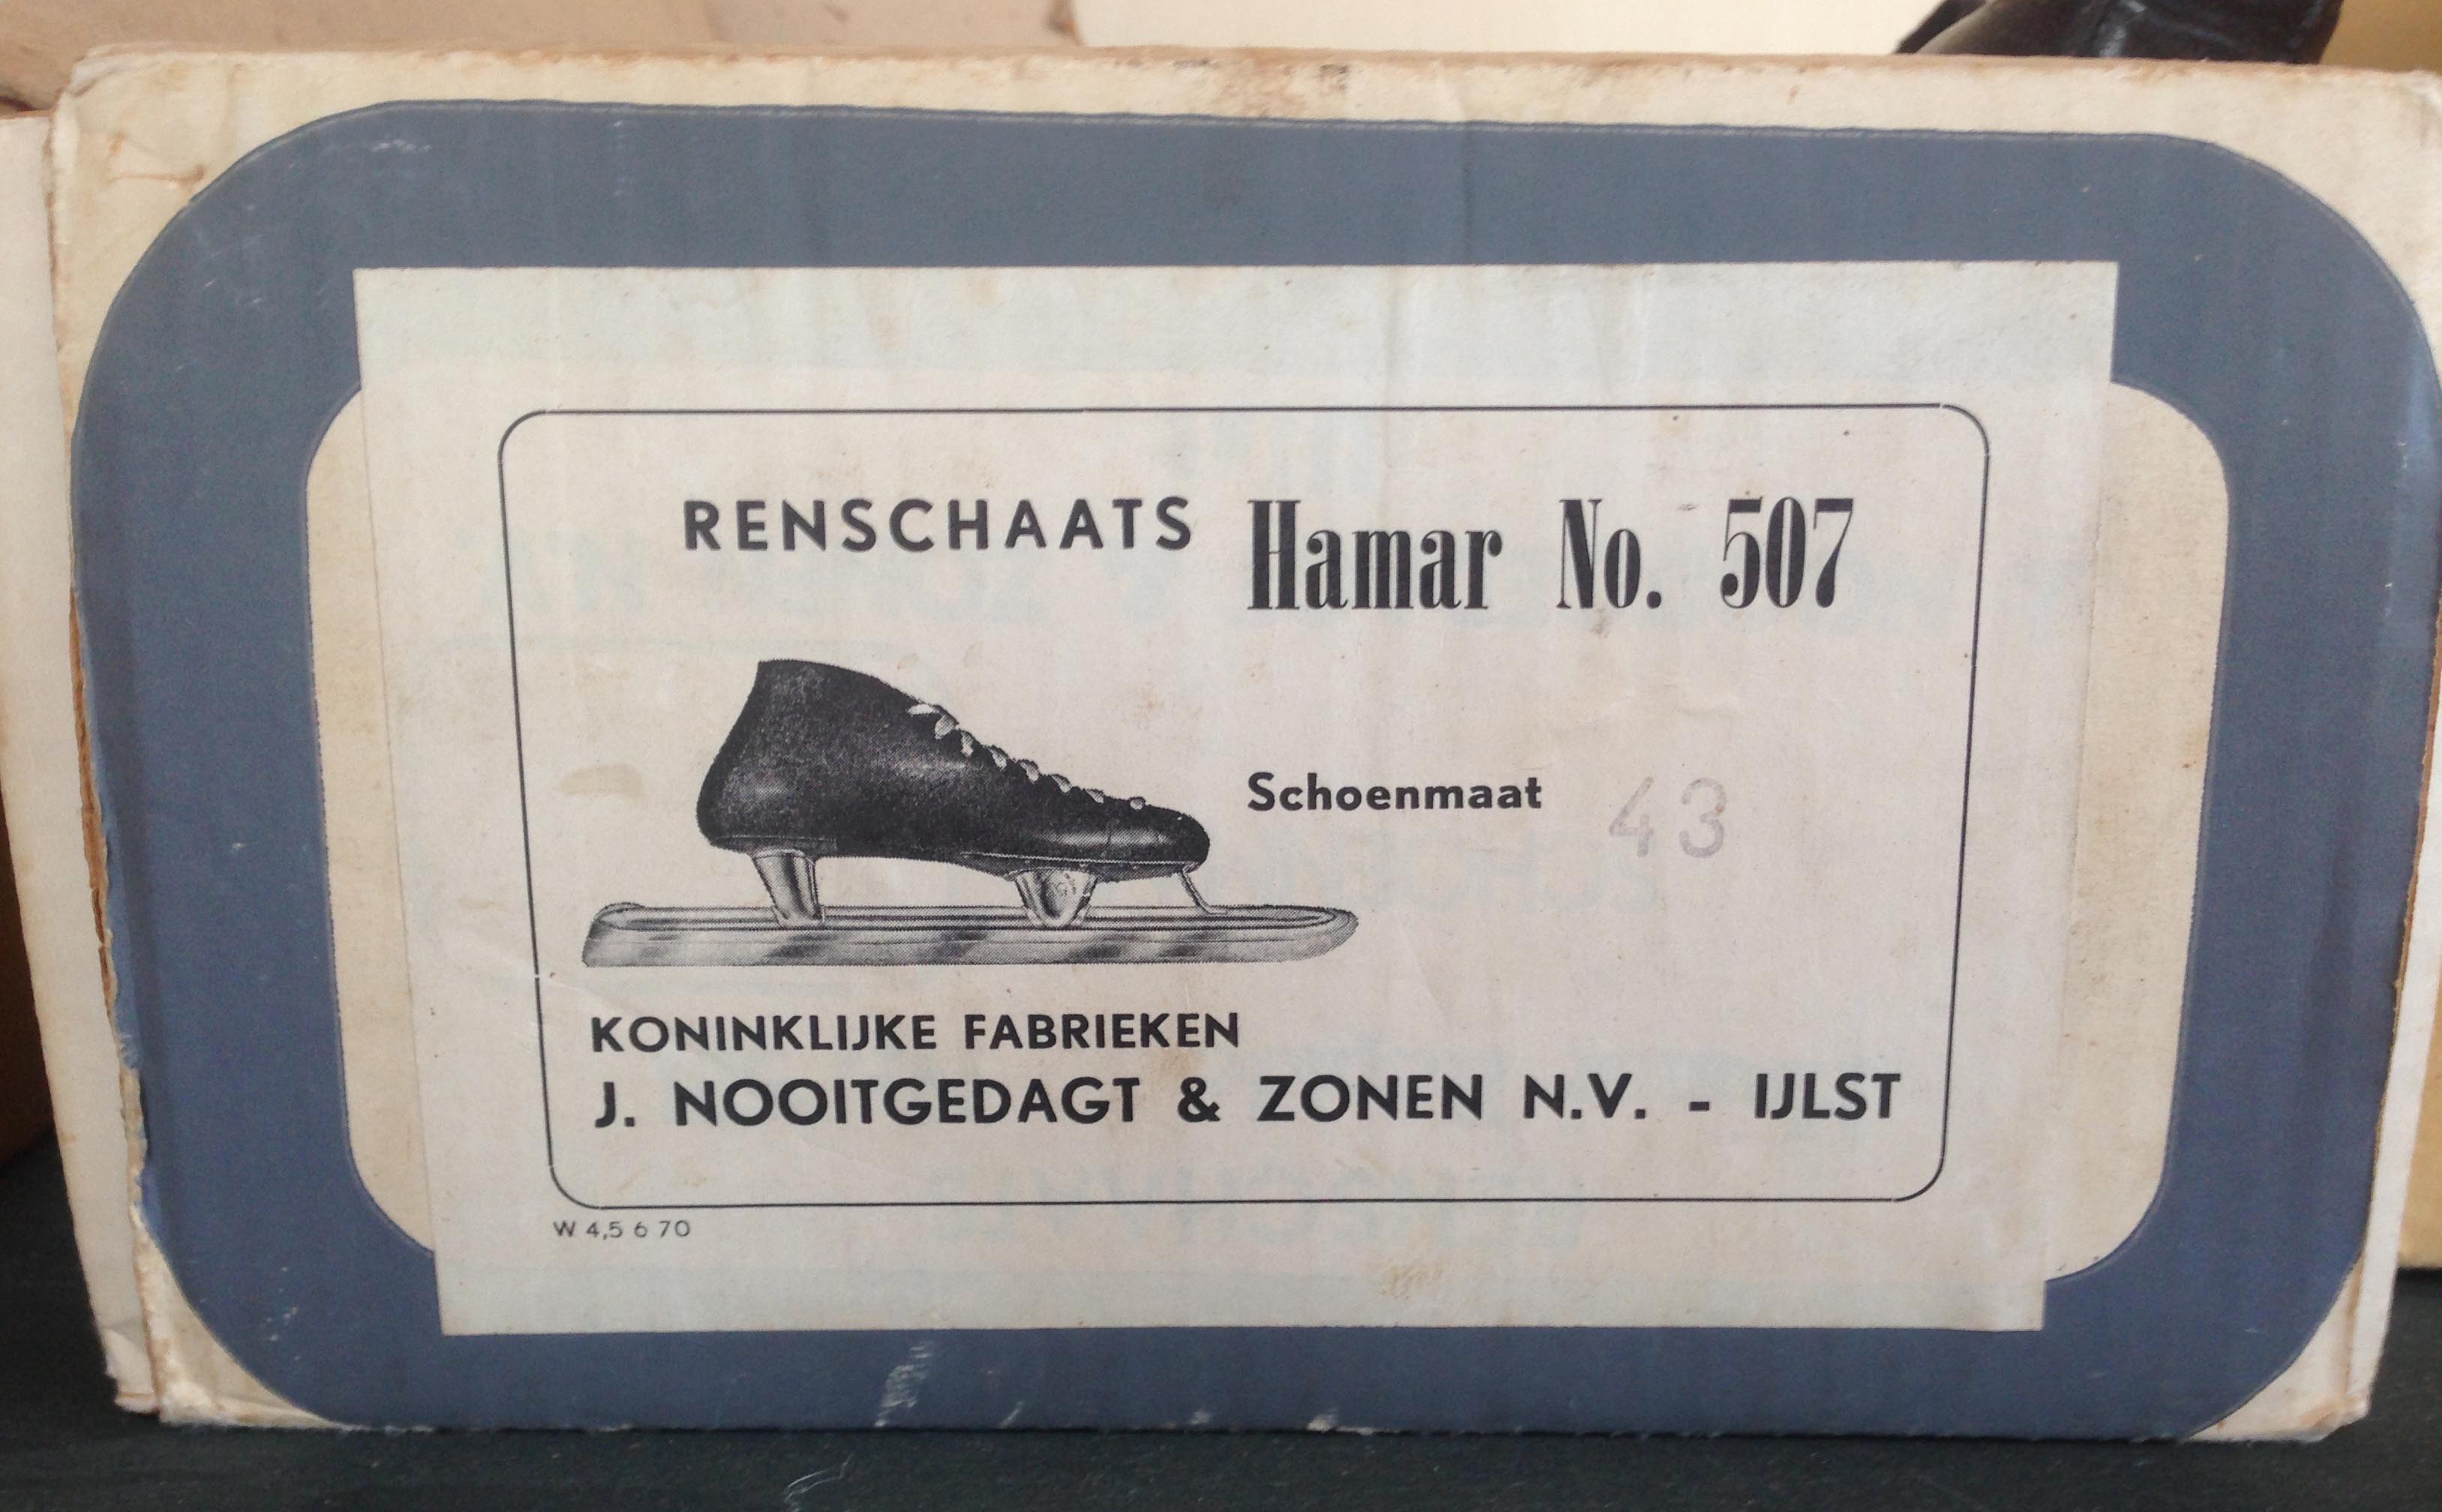 RENSCHAATS Hamar No. 507
Schoenmaat 43
KONINKLIJKE FABRIEKEN
J. NOOITGEDAGT & ZONEN N.V. - IJLST
W 4,5 6 70